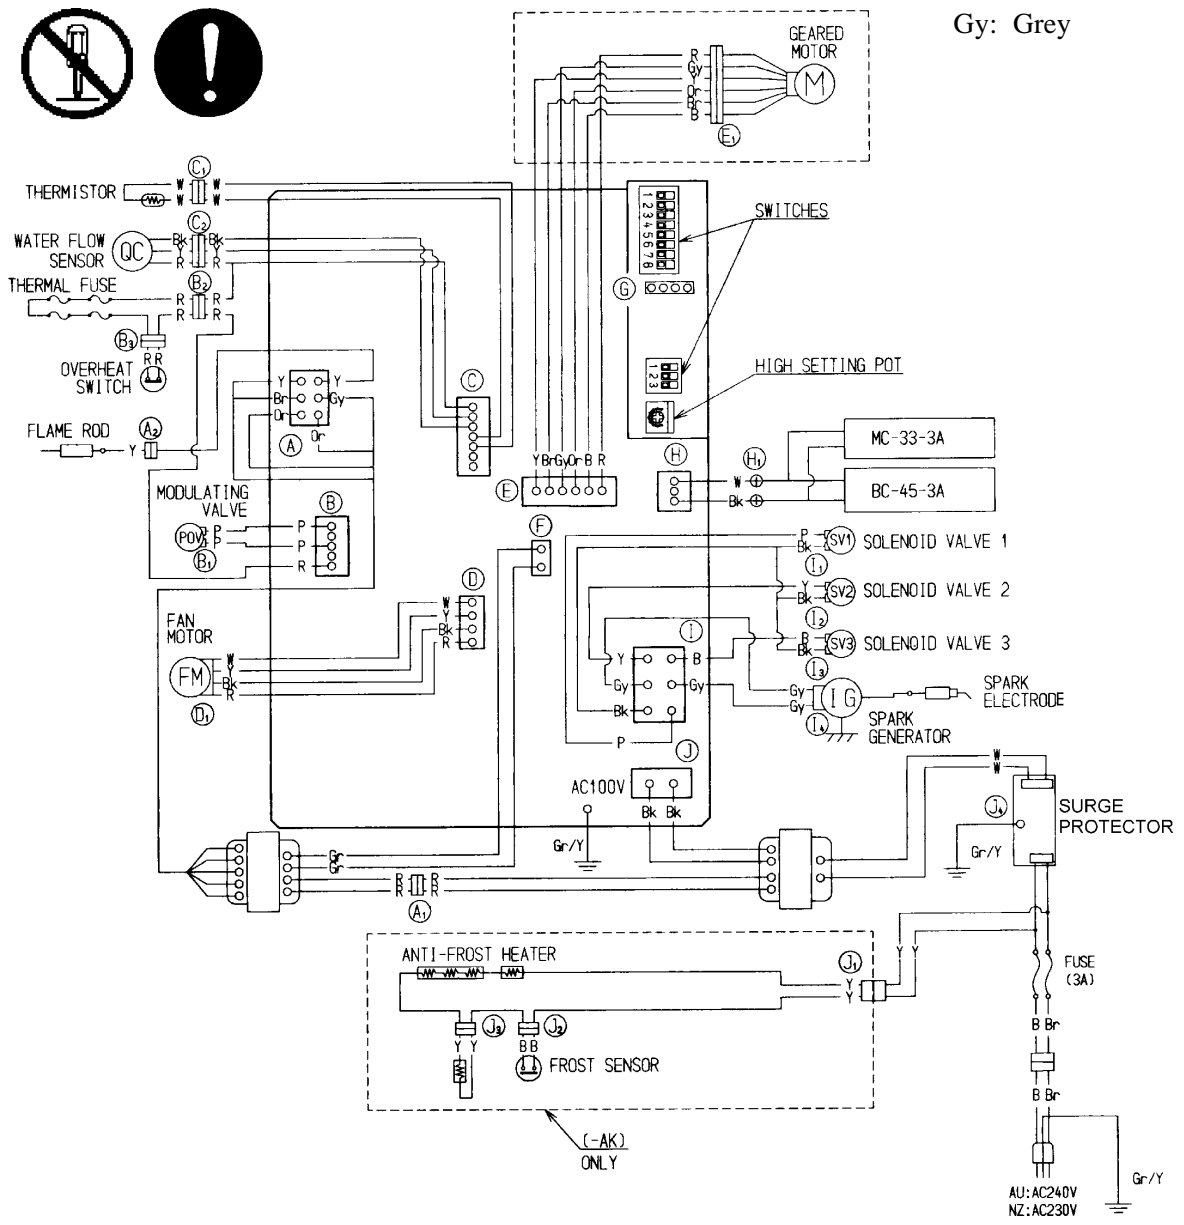 Gy: Grey
GEARED
MOTOR
R
Gy
Y
Or
Br
B
M
E1
C1
THERMISTOR
W W
W W
C2
WATER FLOW
SENSOR
QC
Bk Bk
Y Y
R R
THERMAL FUSE
B2
R R
R R
B3
R R
OVERHEAT
SWITCH
SWITCHES
1 2 3 4 5 6 7 8
G
1 2 3
HIGH SETTING POT
C
Y Y
Br Gy
Or
Or
A
FLAME ROD
Y
A2
H
H1
W
Bk
MC-33-3A
BC-45-3A
Y Br Gy Or B R
E
MODULATING
VALVE
POV
P
P
B1
B
P
P
R
F
P
Bk
SV1
SOLENOID VALVE 1
I1
Y
Bk
SV2
SOLENOID VALVE 2
I2
B
Bk
SV3
SOLENOID VALVE 3
I3
D
W
Y
Bk
R
FAN
MOTOR
FM
W
Y
Bk
R
D1
I
Y B
Gy Gy
Bk
P
Gy
Gy
IG
I4
SPARK
ELECTRODE
SPARK
GENERATOR
J
AC100V
Bk Bk
Gr/Y
W
W
J4
SURGE
PROTECTOR
Gr/Y
Gr
Gr
R R
R R
A1
ANTI-FROST HEATER
J1
Y
Y
Y Y
FUSE
(3A)
J3
J2
Y Y
B B
FROST SENSOR
B Br
B Br
(-AK)
ONLY
Gr/Y
AU:AC240V
NZ:AC230V